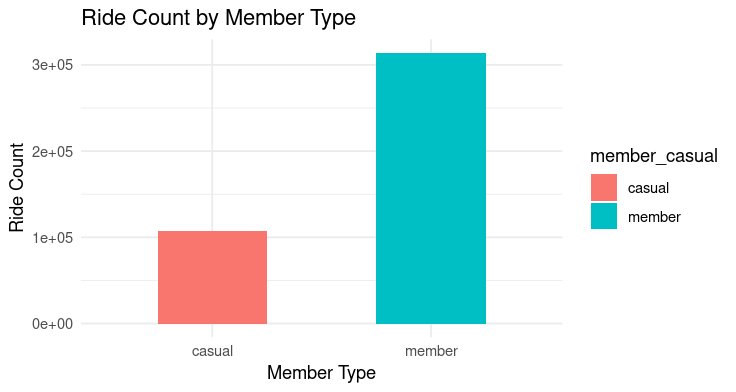 Ride Count by Member Type
Ride Count
3e+05
2e+05
1e+05
0e+00
casual
member
Member Type
member_casual
casual
member